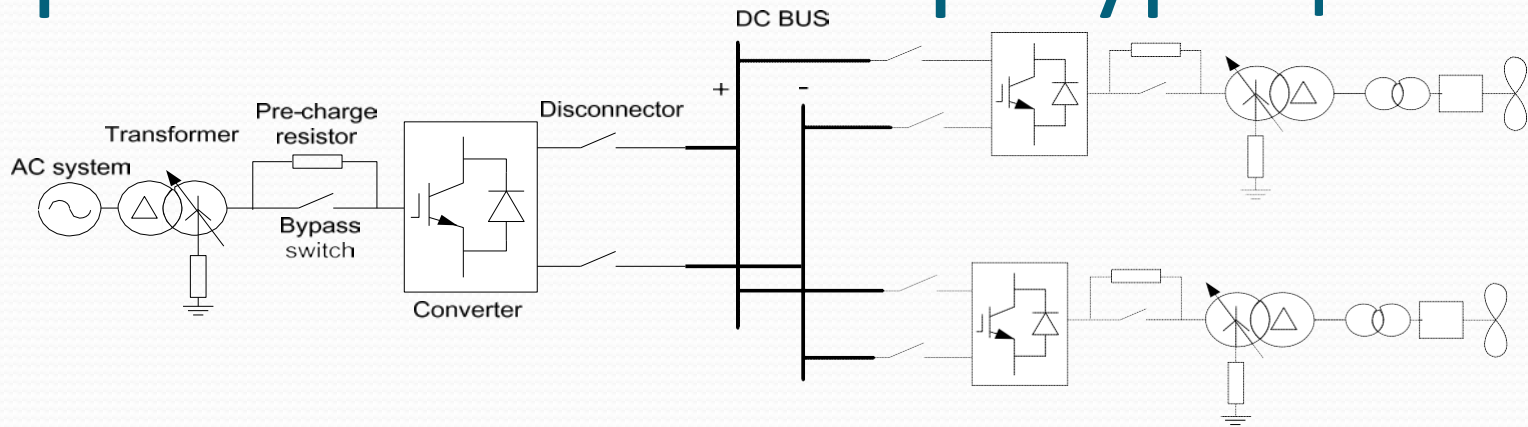 DC BUS
+
-
Pre-charge
resistor
Disconnector
Transformer
AC system
Bypass
switch
Converter